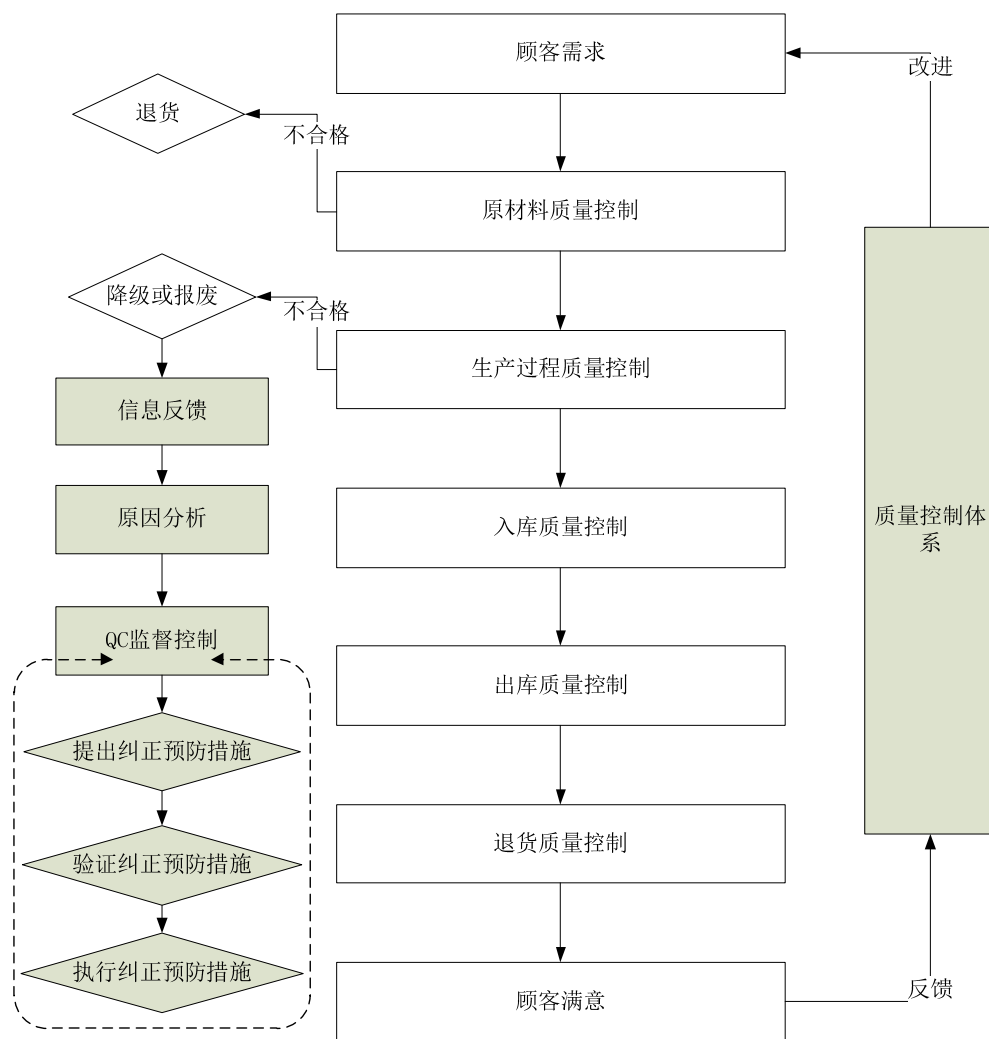 顾客需求
改进
退货
不合格
原材料质量控制
降级或报废
不合格
生产过程质量控制
信息反馈
原因分析
入库质量控制
质量控制体
系
QC监督控制
出库质量控制
提出纠正预防措施
退货质量控制
验证纠正预防措施
执行纠正预防措施
顾客满意
反馈